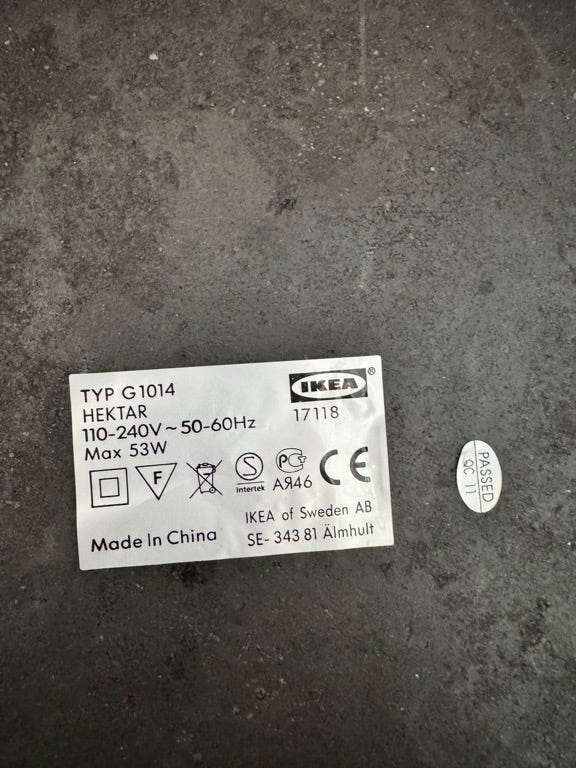 TYP G1014
HEKTAR
110-240V~50-60Hz
Max 53W
IKEA®
17118
F
S
Intertek
РСТ
АЯ46
CE
Made In China
IKEA of Sweden AB
SE- 343 81 Älmhult
PASSED
QC 11